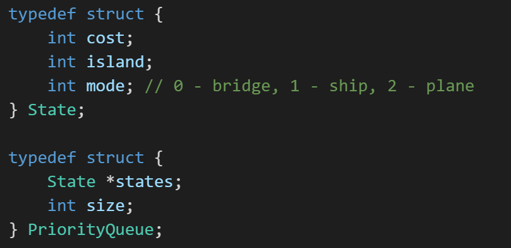 typedef struct {
    int cost;
    int island;
    int mode; // 0 - bridge, 1 - ship, 2 - plane
} State;

typedef struct {
    State *states;
    int size;
} PriorityQueue;